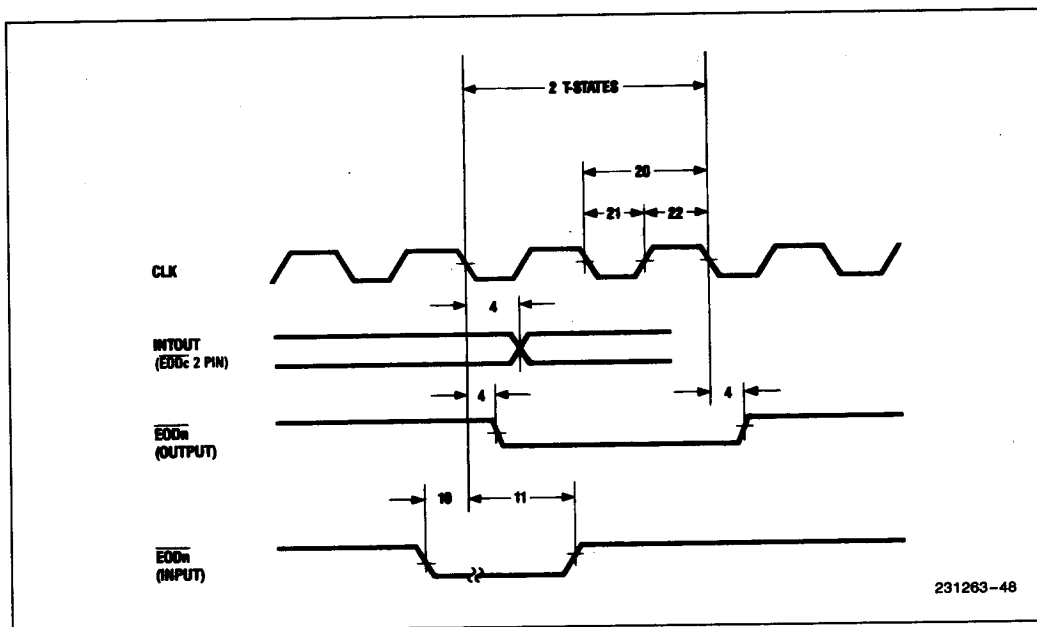 2 T-STATES
20
21 22
CLK
4
INTOUT
(EODc 2 PIN)
4 4
EODn
(OUTPUT)
10 11
EODn
(INPUT)
231263-48